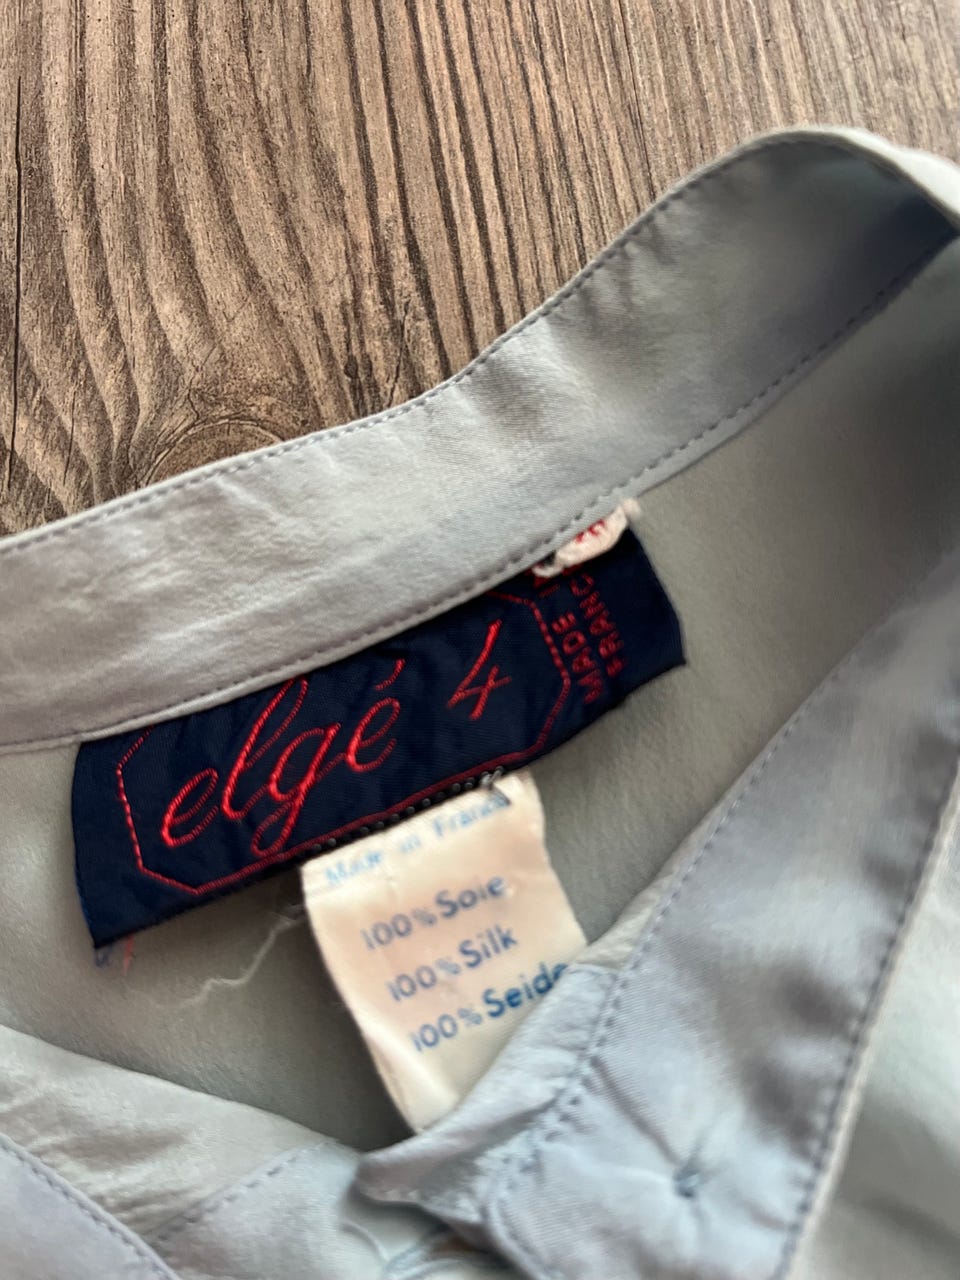 elgé 4
MADE IN
FRANCE
Made in France
100% Soie
100% Silk
100% Seide